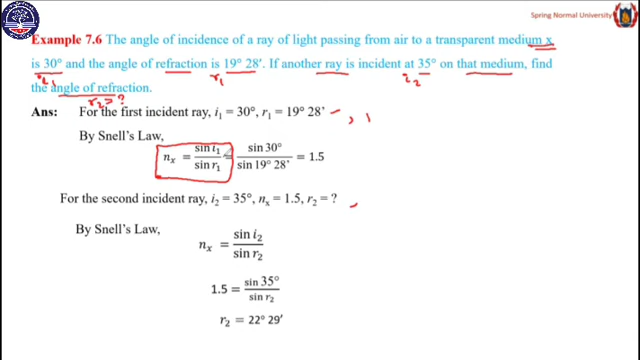 Spring Normal University
Example 7.6 The angle of incidence of a ray of light passing from air to a transparent medium x
is 30° and the angle of refraction is 19° 28'. If another ray is incident at 35° on that medium, find
r₁ i₂
the angle of refraction.
r₂ = ?
Ans: For the first incident ray, i₁ = 30°, r₁ = 19° 28'
By Snell's Law,
nₓ = sin i₁ / sin r₁ = sin 30° / sin 19° 28' = 1.5
For the second incident ray, i₂ = 35°, nₓ = 1.5, r₂ = ?
By Snell's Law,
nₓ = sin i₂ / sin r₂
1.5 = sin 35° / sin r₂
r₂ = 22° 29'